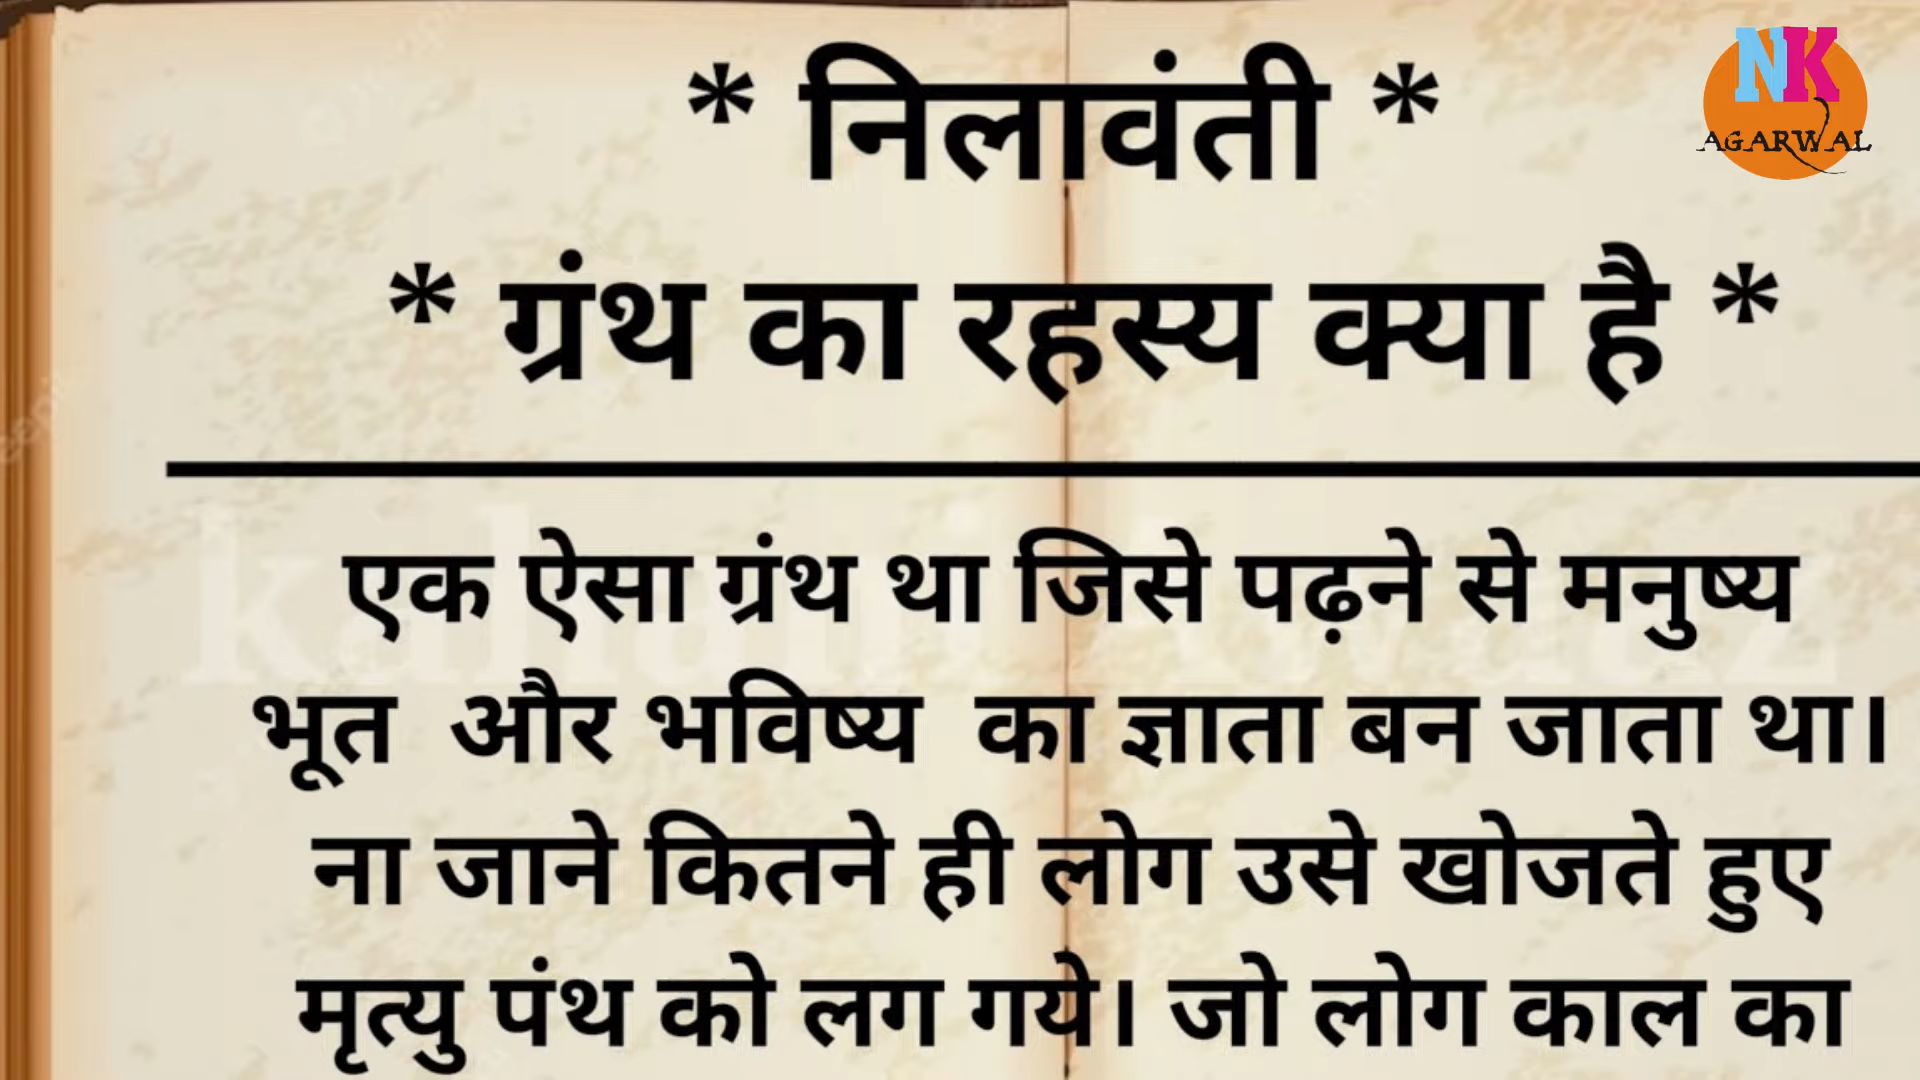 * निलावंती *
NK
AGARWAL
* ग्रंथ का रहस्य क्या है *
एक ऐसा ग्रंथ था जिसे पढ़ने से मनुष्य
भूत और भविष्य का ज्ञाता बन जाता था।
ना जाने कितने ही लोग उसे खोजते हुए
मृत्यु पंथ को लग गये। जो लोग काल का